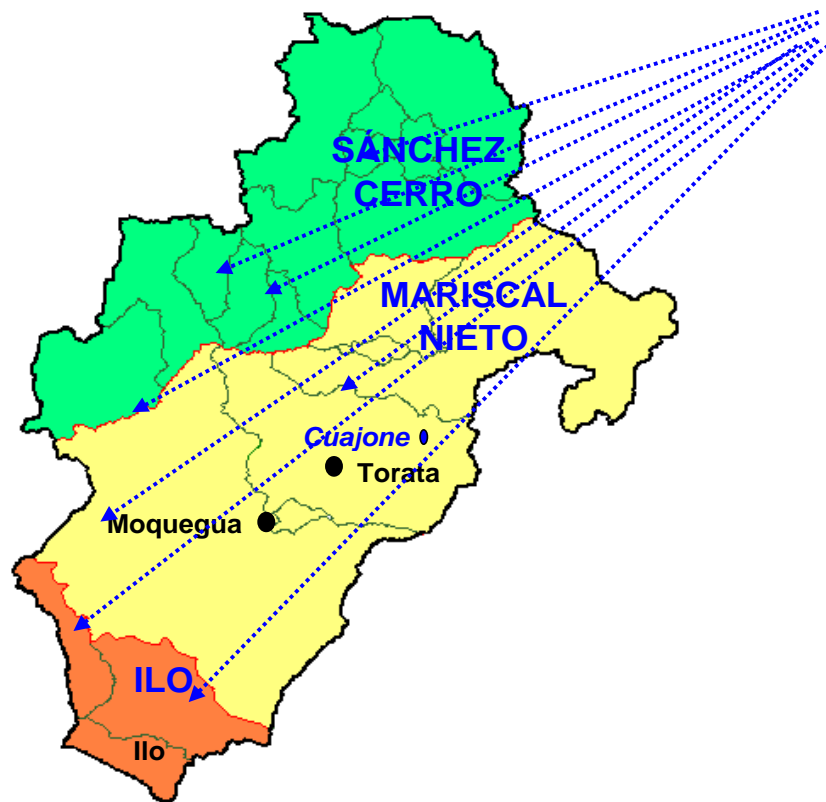 SÁNCHEZ
CERRO
MARISCAL
NIETO
Cuajone
Torata
Moquegua
ILO
Ilo